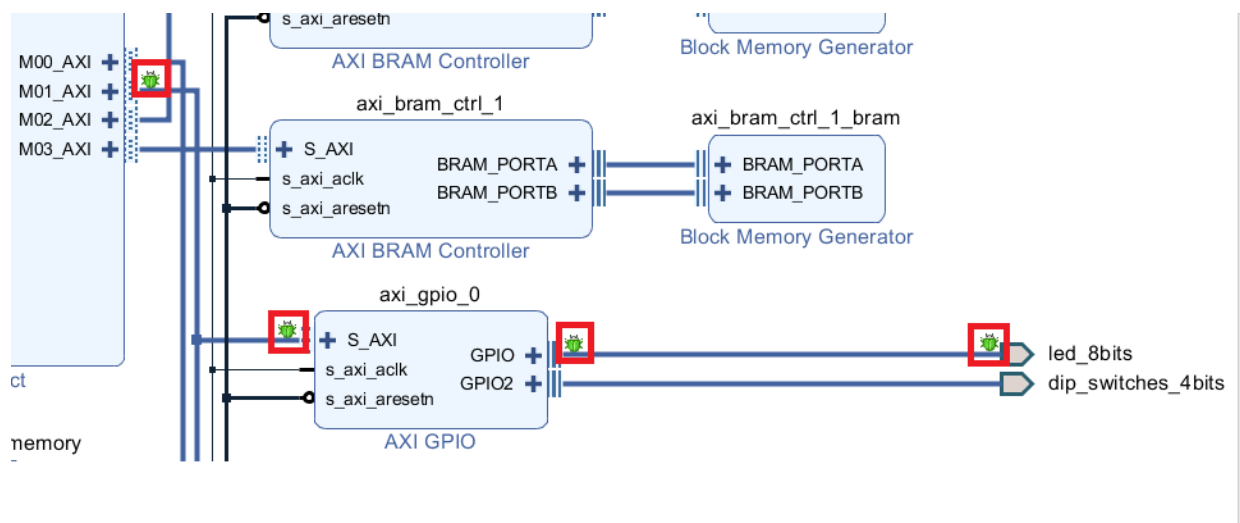 s_axi_aresetn
AXI BRAM Controller
Block Memory Generator
M00_AXI
M01_AXI
M02_AXI
M03_AXI
axi_bram_ctrl_1
S_AXI
s_axi_aclk
s_axi_aresetn
BRAM_PORTA
BRAM_PORTB
AXI BRAM Controller
axi_bram_ctrl_1_bram
BRAM_PORTA
BRAM_PORTB
Block Memory Generator
axi_gpio_0
S_AXI
s_axi_aclk
s_axi_aresetn
GPIO
GPIO2
AXI GPIO
led_8bits
dip_switches_4bits
ct
memory